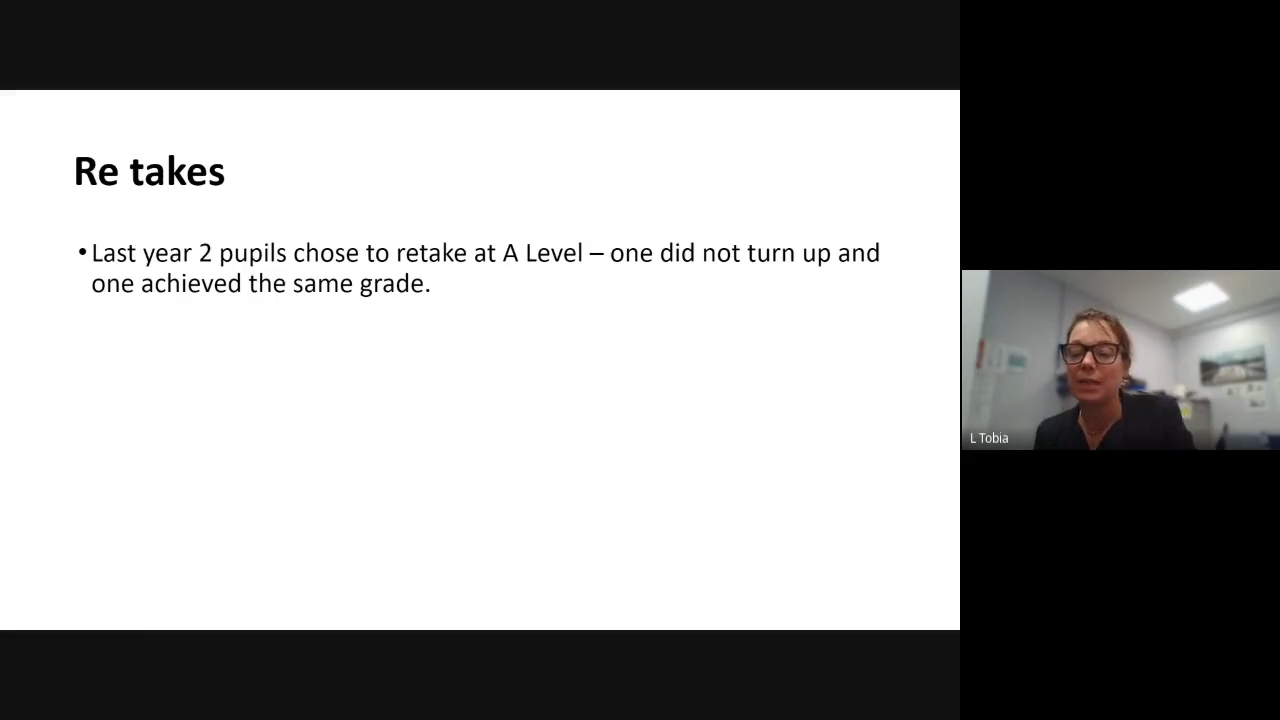 Re takes
•Last year 2 pupils chose to retake at A Level – one did not turn up and
one achieved the same grade.
L Tobia